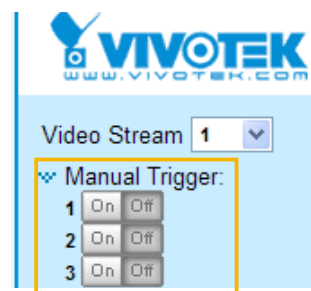 VIVOTEK
www.vivotek.com
Video Stream 1
Manual Trigger:
1 On Off
2 On Off
3 On Off